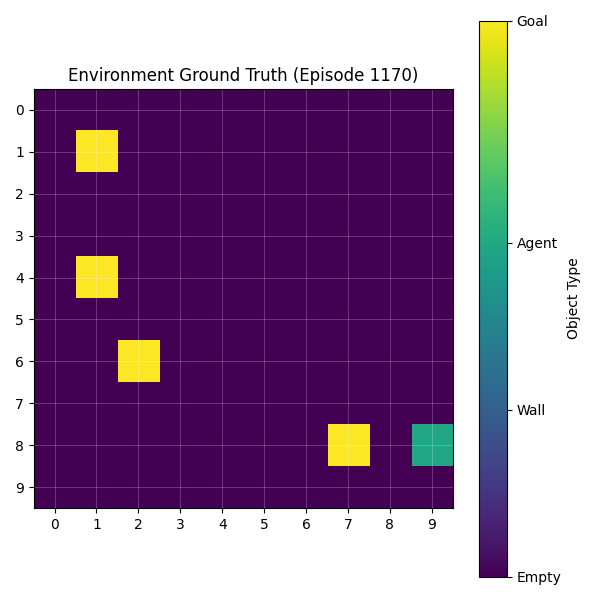 Environment Ground Truth (Episode 1170)
0
1
2
3
4
5
6
7
8
9
0 1 2 3 4 5 6 7 8 9
Goal
Agent
Wall
Empty
Object Type